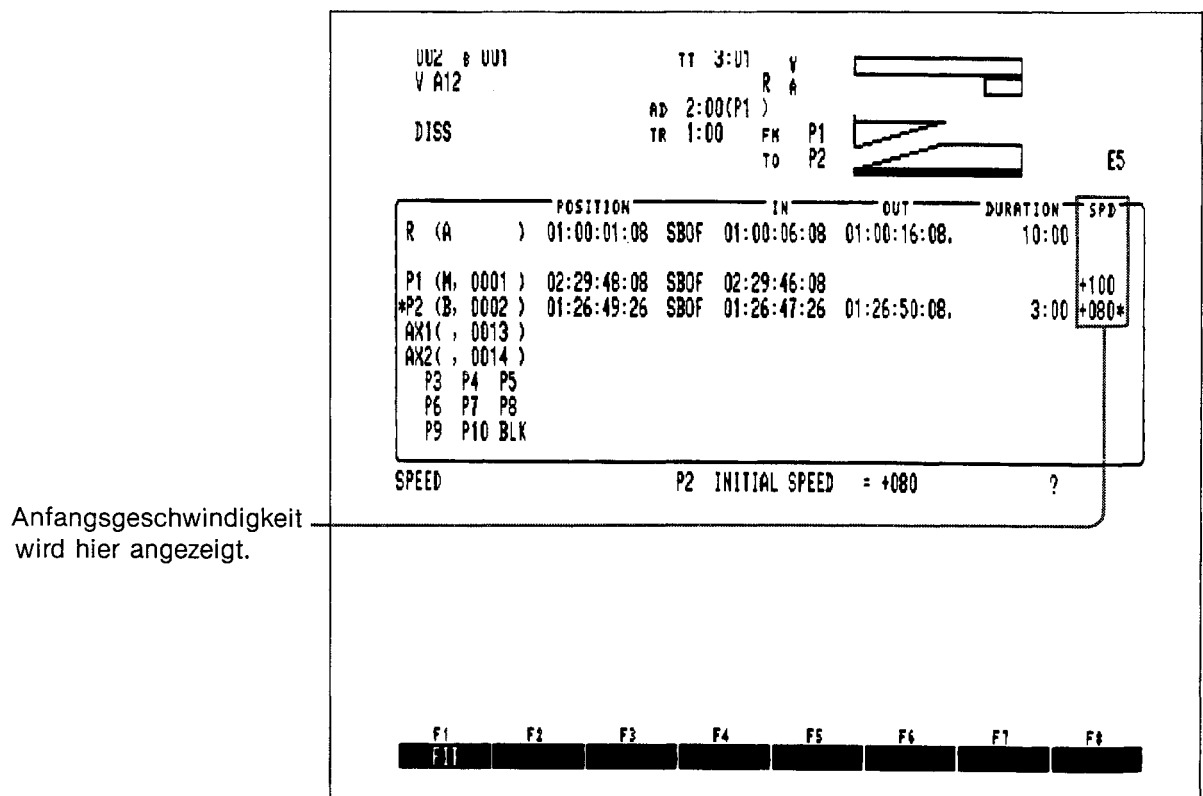 002 B 001 TT 3:01 V
V A12 R A
AD 2:00(P1 )
DISS TR 1:00 FM P1
TO P2 E5
POSITION IN OUT DURATION SPD
R (A ) 01:00:01:08 SBOF 01:00:06:08 01:00:16:08. 10:00
P1 (M, 0001 ) 02:29:48:08 SBOF 02:29:46:08 +100
*P2 (B, 0002 ) 01:26:49:26 SBOF 01:26:47:26 01:26:50:08. 3:00 +080*
AX1( , 0013 )
AX2( , 0014 )
P3 P4 P5
P6 P7 P8
P9 P10 BLK
SPEED P2 INITIAL SPEED = +080 ?
Anfangsgeschwindigkeit
wird hier angezeigt.
F1 F2 F3 F4 F5 F6 F7 F8
FIT